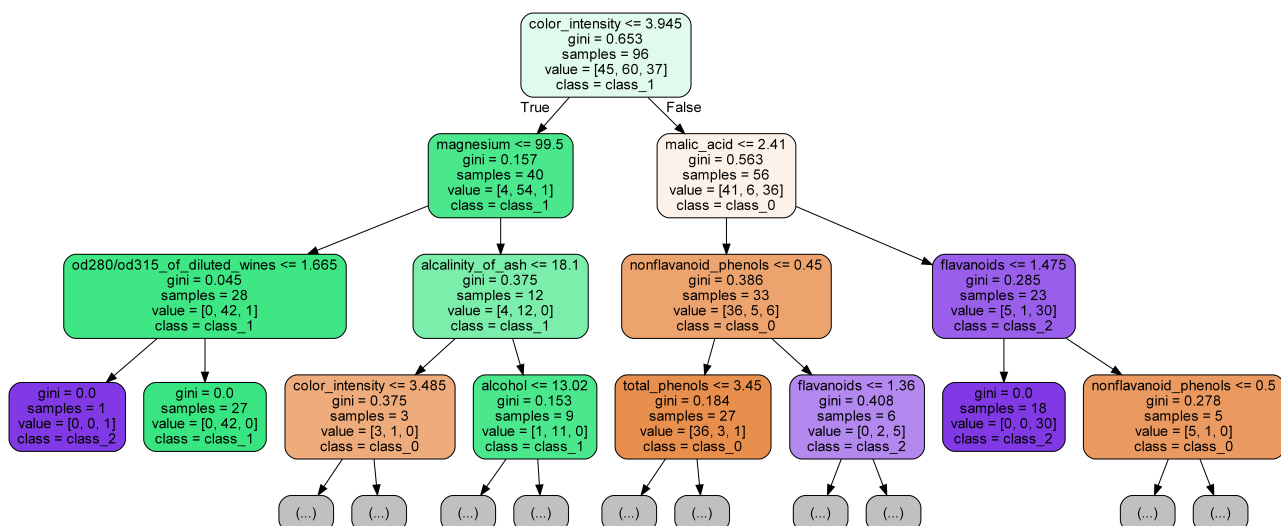 color_intensity <= 3.945
gini = 0.653
samples = 96
value = [45, 60, 37]
class = class_1
True
False
magnesium <= 99.5
gini = 0.157
samples = 40
value = [4, 54, 1]
class = class_1
malic_acid <= 2.41
gini = 0.563
samples = 56
value = [41, 6, 36]
class = class_0
od280/od315_of_diluted_wines <= 1.665
gini = 0.045
samples = 28
value = [0, 42, 1]
class = class_1
alcalinity_of_ash <= 18.1
gini = 0.375
samples = 12
value = [4, 12, 0]
class = class_1
nonflavanoid_phenols <= 0.45
gini = 0.386
samples = 33
value = [36, 5, 6]
class = class_0
flavanoids <= 1.475
gini = 0.285
samples = 23
value = [5, 1, 30]
class = class_2
gini = 0.0
samples = 1
value = [0, 0, 1]
class = class_2
gini = 0.0
samples = 27
value = [0, 42, 0]
class = class_1
color_intensity <= 3.485
gini = 0.375
samples = 3
value = [3, 1, 0]
class = class_0
alcohol <= 13.02
gini = 0.153
samples = 9
value = [1, 11, 0]
class = class_1
total_phenols <= 3.45
gini = 0.184
samples = 27
value = [36, 3, 1]
class = class_0
flavanoids <= 1.36
gini = 0.408
samples = 6
value = [0, 2, 5]
class = class_2
gini = 0.0
samples = 18
value = [0, 0, 30]
class = class_2
nonflavanoid_phenols <= 0.5
gini = 0.278
samples = 5
value = [5, 1, 0]
class = class_0
(...)
(...)
(...)
(...)
(...)
(...)
(...)
(...)
(...)
(...)